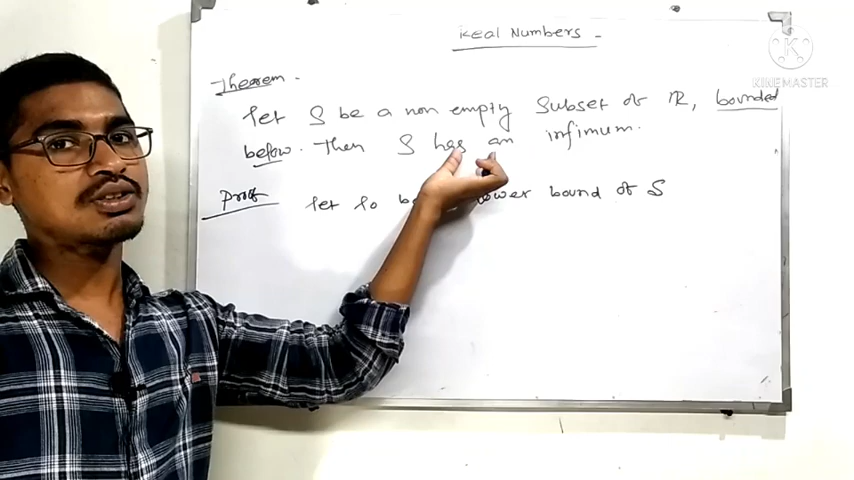 Real Numbers -
KINEMASTER
Theorem -
let S be a non empty subset of ℝ, bounded
below. Then S has an infimum.
Proof let lo be lower bound of S